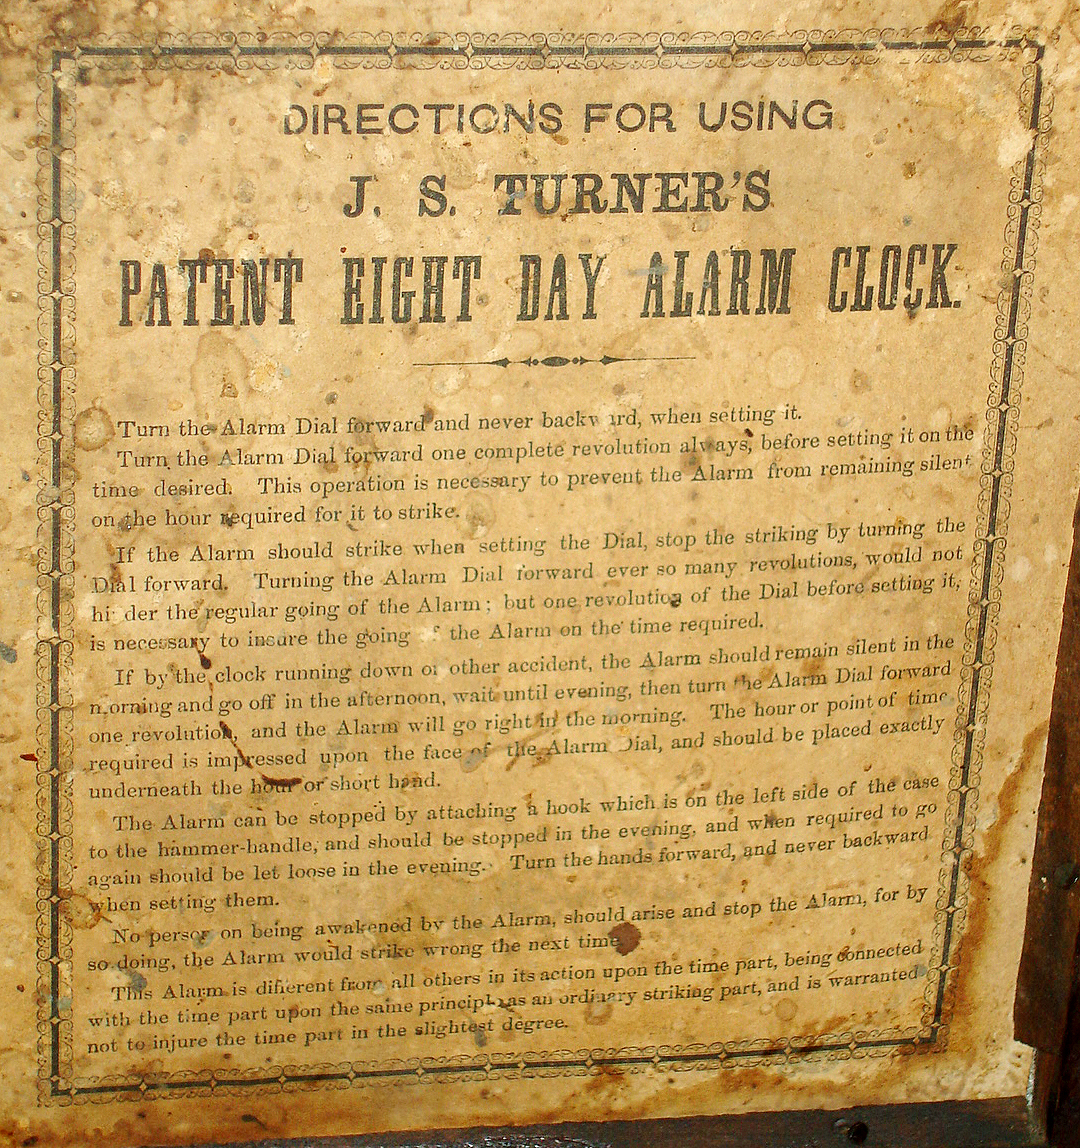 DIRECTIONS FOR USING
J. S. TURNER'S
PATENT EIGHT DAY ALARM CLOCK.
Turn the Alarm Dial forward and never backward, when setting it.
Turn the Alarm Dial forward one complete revolution always, before setting it on the
time desired. This operation is necessary to prevent the Alarm from remaining silent
on the hour required for it to strike.
If the Alarm should strike when setting the Dial, stop the striking by turning the
Dial forward. Turning the Alarm Dial forward ever so many revolutions, would not
hinder the regular going of the Alarm; but one revolution of the Dial before setting it,
is necessary to insure the going of the Alarm on the time required.
If by the clock running down or other accident, the Alarm should remain silent in the
morning and go off in the afternoon, wait until evening, then turn the Alarm Dial forward
one revolution, and the Alarm will go right in the morning. The hour or point of time
required is impressed upon the face of the Alarm Dial, and should be placed exactly
underneath the hour or short hand.
The Alarm can be stopped by attaching a hook which is on the left side of the case
to the hammer-handle, and should be stopped in the evening, and when required to go
again should be let loose in the evening. Turn the hands forward, and never backward
when setting them.
No person on being awakened by the Alarm, should arise and stop the Alarm, for by
so doing, the Alarm would strike wrong the next time.
This Alarm is different from all others in its action upon the time part, being connected
with the time part upon the same principle as an ordinary striking part, and is warranted
not to injure the time part in the slightest degree.